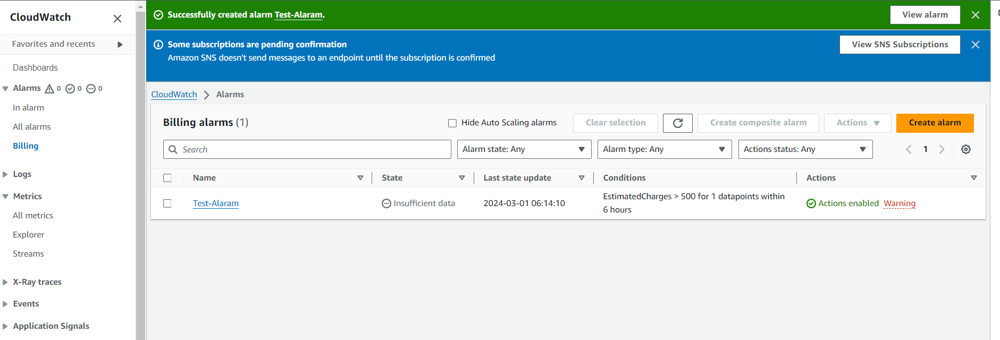 CloudWatch
Favorites and recents
Dashboards
Alarms 0 0 0
In alarm
All alarms
Billing
Logs
Metrics
All metrics
Explorer
Streams
X-Ray traces
Events
Application Signals
Successfully created alarm Test-Alaram.
View alarm
Some subscriptions are pending confirmation
Amazon SNS doesn't send messages to an endpoint until the subscription is confirmed
View SNS Subscriptions
CloudWatch Alarms
Billing alarms (1)
Hide Auto Scaling alarms
Clear selection
Create composite alarm
Actions
Create alarm
Search
Alarm state: Any
Alarm type: Any
Actions status: Any
1
Name State Last state update Conditions Actions
Test-Alaram
Insufficient data
2024-03-01 06:14:10
EstimatedCharges > 500 for 1 datapoints within
6 hours
Actions enabled Warning